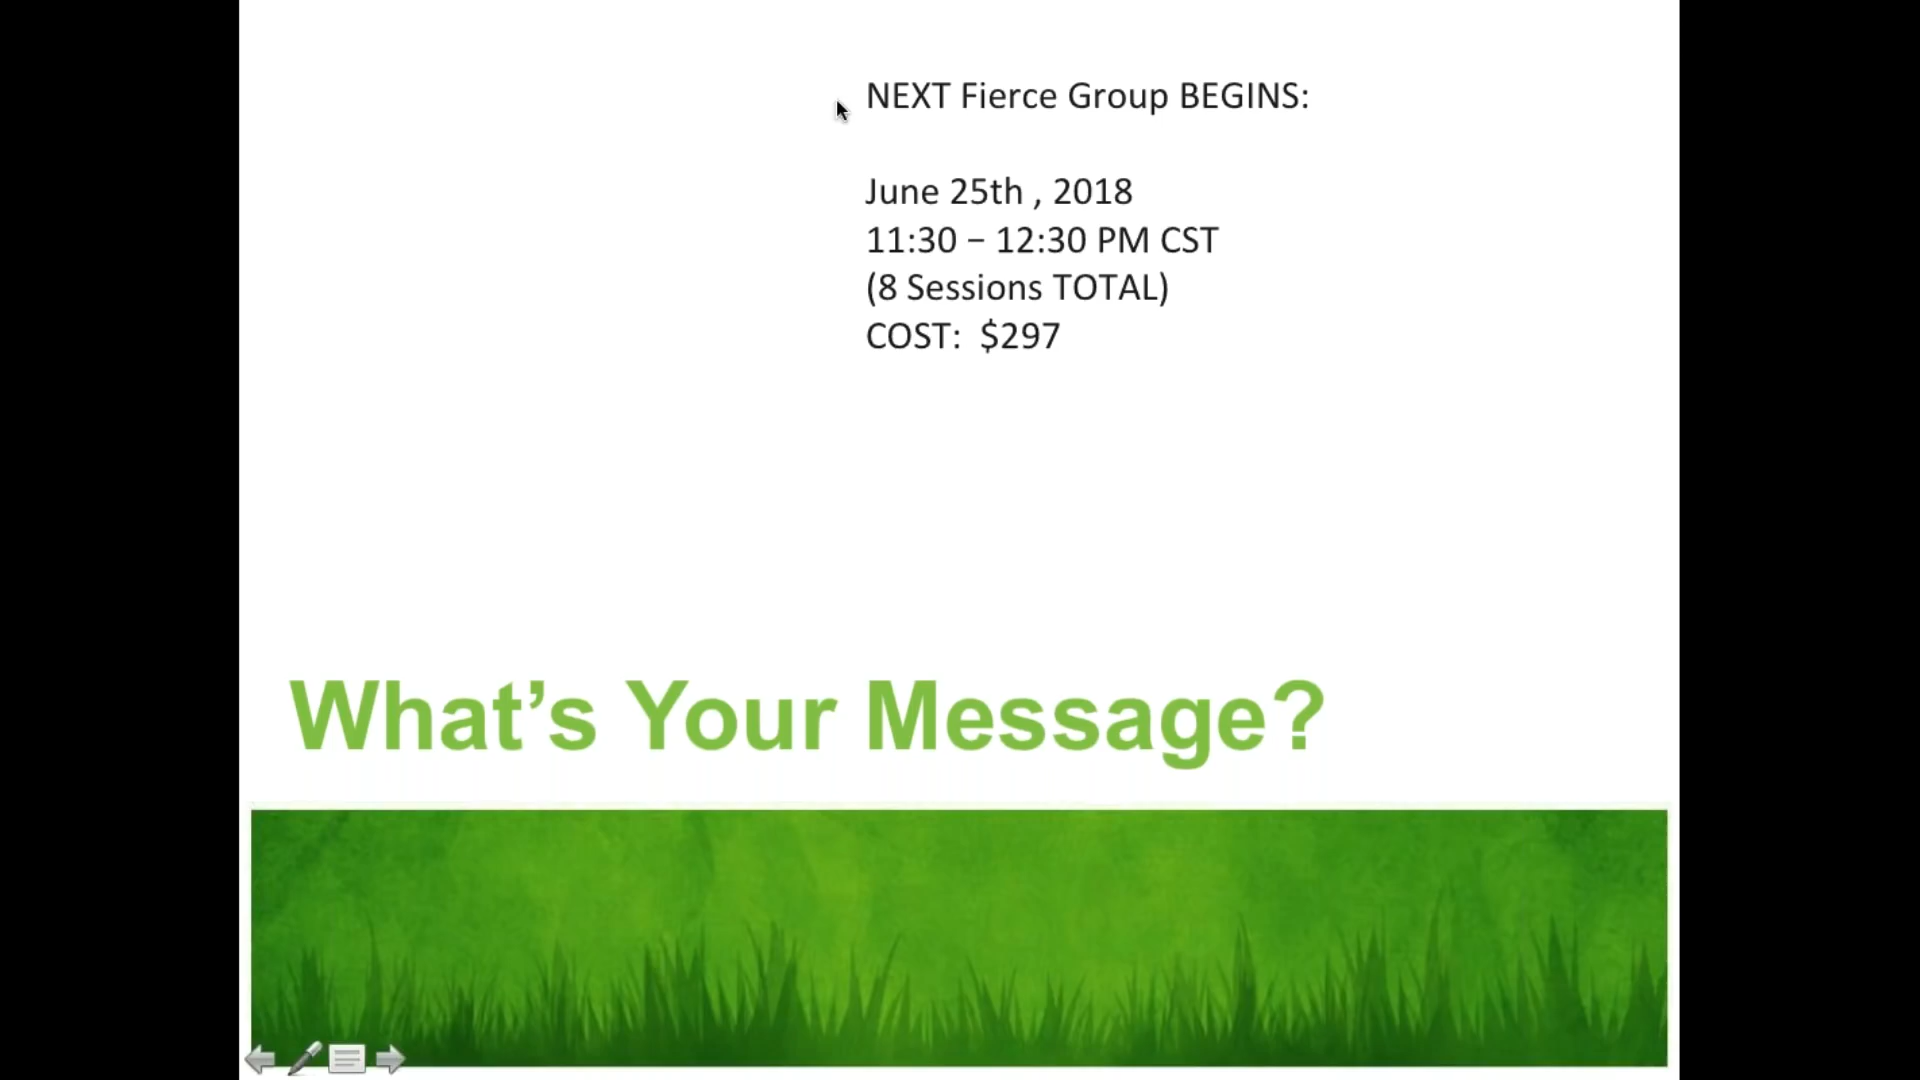 NEXT Fierce Group BEGINS:
June 25th , 2018
11:30 – 12:30 PM CST
(8 Sessions TOTAL)
COST:  $297
What’s Your Message?